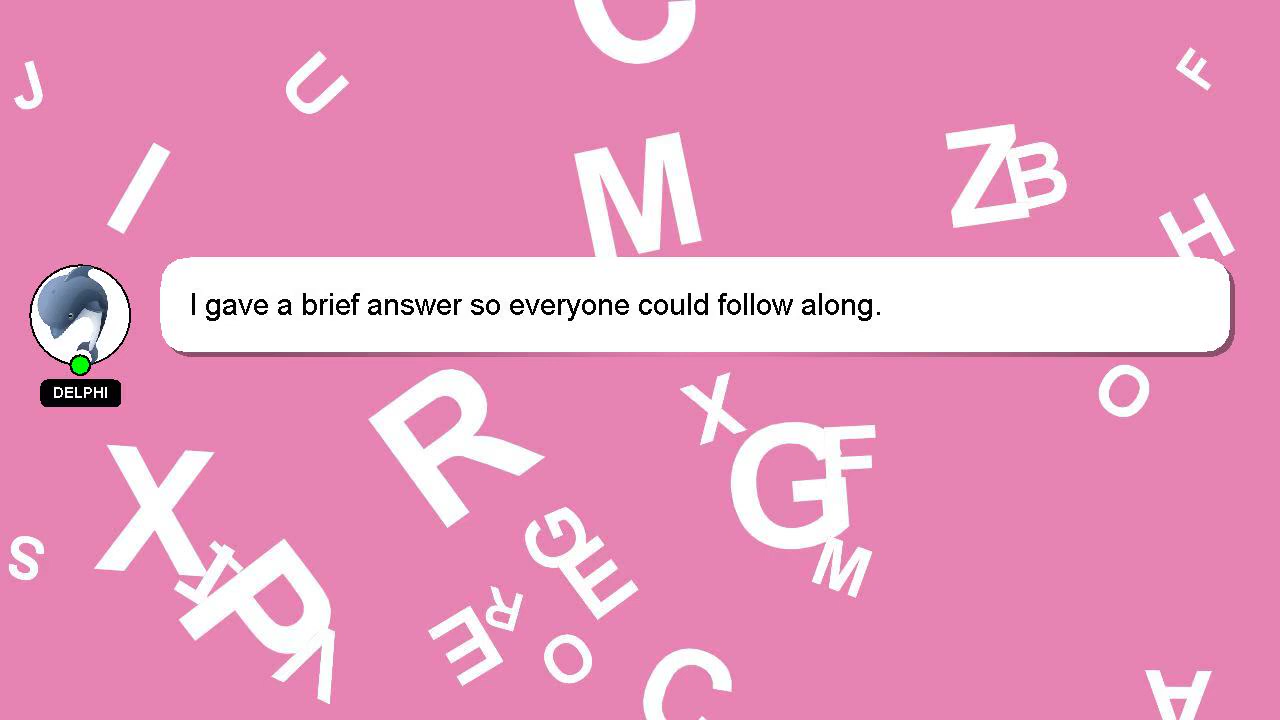 J
U
C
F
I
M
Z
B
H
I gave a brief answer so everyone could follow along.
DELPHI
R
X
O
G
F
I
X
S
G
E
M
T
P
V
R
E
O
C
A